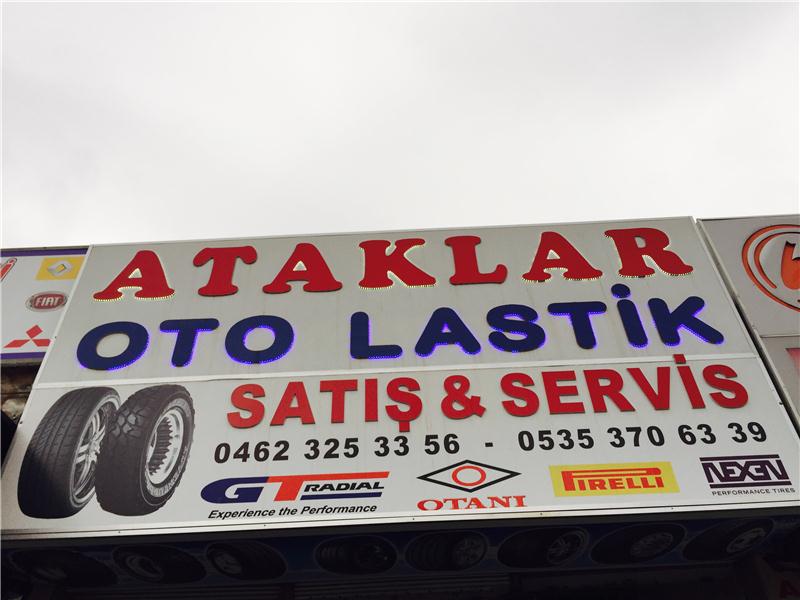 ATAKLAR
OTO LASTİK
SATIŞ & SERVİS
0462 325 33 56 - 0535 370 63 39
GT RADIAL
Experience the Performance
OTANI
PIRELLI
NEXEN
PERFORMANCE TIRES
FIAT